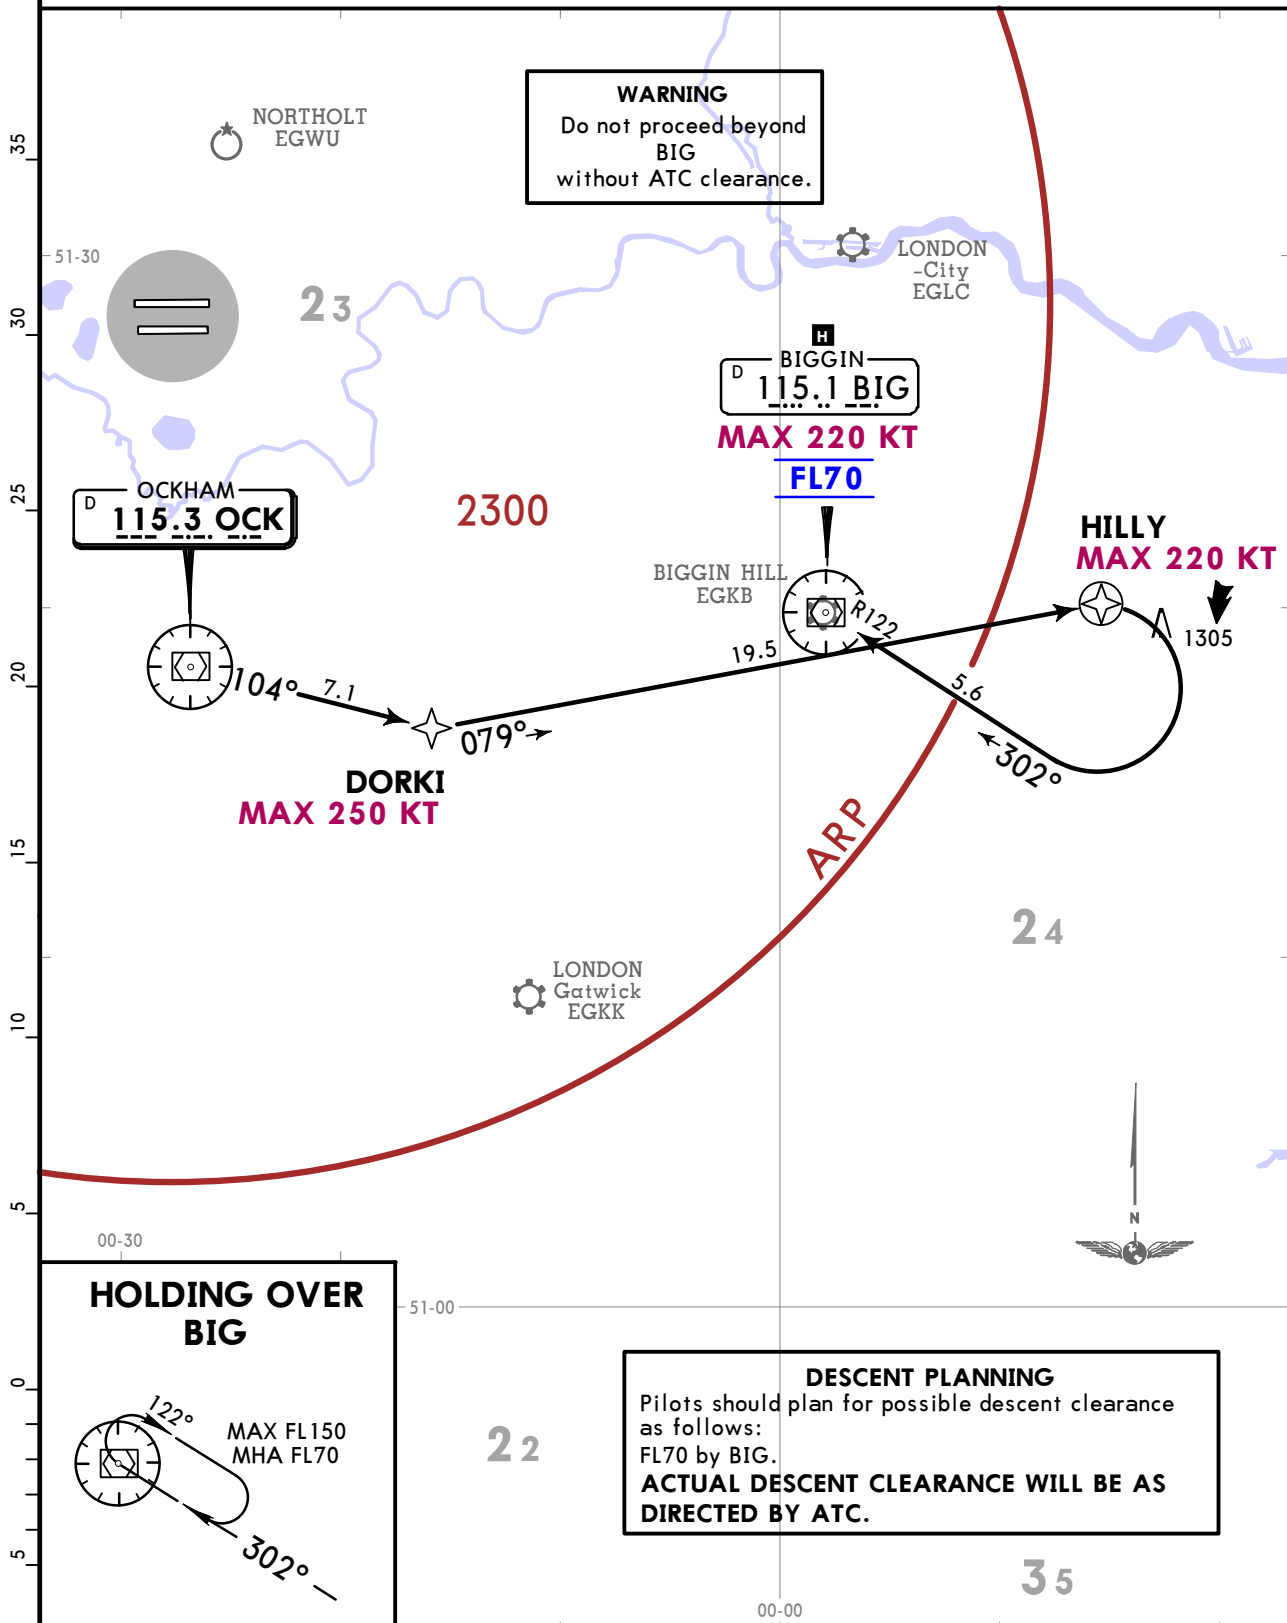 WARNING
Do not proceed beyond
BIG
without ATC clearance.
NORTHOLT
EGWU
35
51-30
LONDON
-City
EGLC
30
23
H
BIGGIN
D 115.1 BIG
MAX 220 KT
FL70
25
OCKHAM
D 115.3 OCK
2300
HILLY
MAX 220 KT
BIGGIN HILL
EGKB
R122
1305
20
104°
7.1
19.5
5.6
079°
302°
DORKI
MAX 250 KT
15
ARP
24
LONDON
Gatwick
EGKK
10
5
N
00-30
HOLDING OVER
BIG
51-00
0
122°
MAX FL150
MHA FL70
302°
5
22
DESCENT PLANNING
Pilots should plan for possible descent clearance
as follows:
FL70 by BIG.
ACTUAL DESCENT CLEARANCE WILL BE AS
DIRECTED BY ATC.
35
00-00